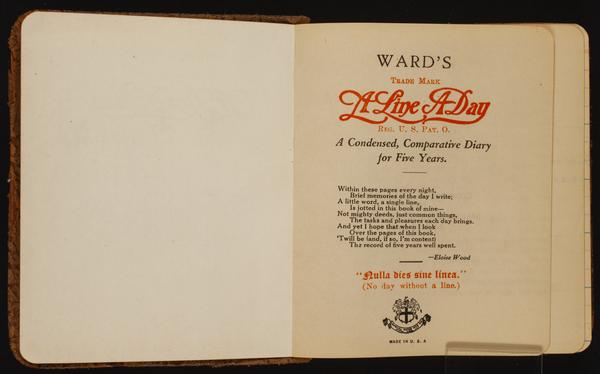 WARD'S
TRADE MARK
A Line A Day
REG. U. S. PAT. O.
A Condensed, Comparative Diary
for Five Years.
Within these pages every night,
Brief memories of the day I write;
A little word, a single line,
Is jotted in this book of mine—
Not mighty deeds, just common things,
The tasks and pleasures each day brings.
And yet I hope that when I look
Over the pages of this book,
'Twill be (and, if so, I'm content)
The record of five years well spent.
—Eloise Wood
"Nulla dies sine linea."
(No day without a line.)
MADE IN U. S. A